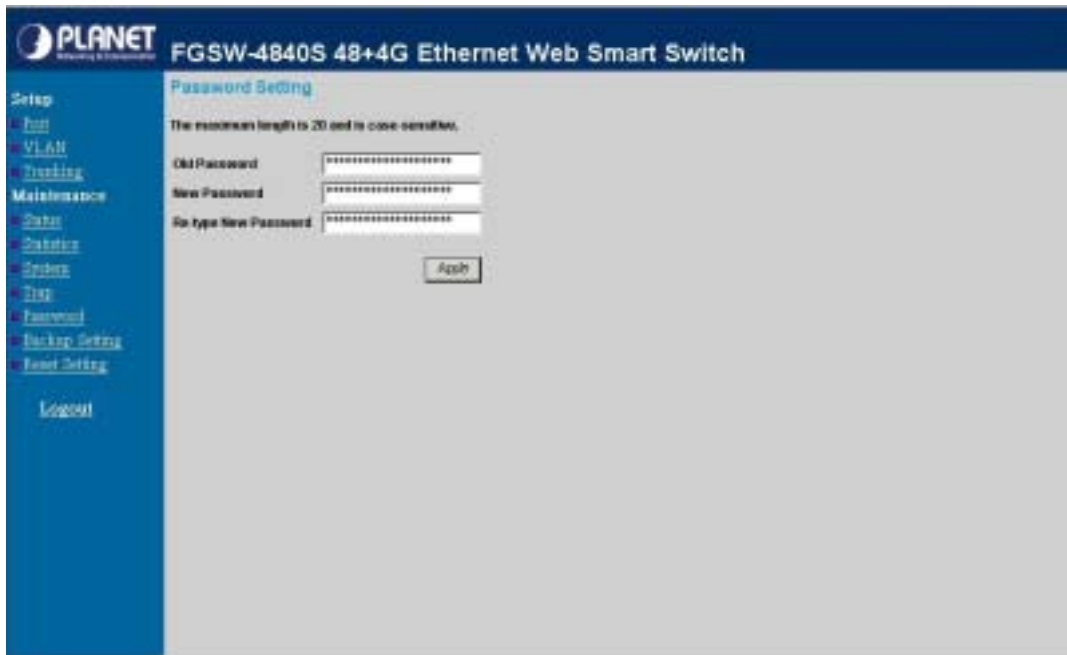 PLANET
Networking & Communication
FGSW-4840S 48+4G Ethernet Web Smart Switch
Setup
Port
VLAN
Trunking
Maintenance
Status
Statistics
System
Trap
Password
Backup Setting
Reset Setting
Logout
Password Setting
The maximum length is 20 and is case-sensitive.
Old Password ********************
New Password ********************
Re-type New Password ********************
Apply